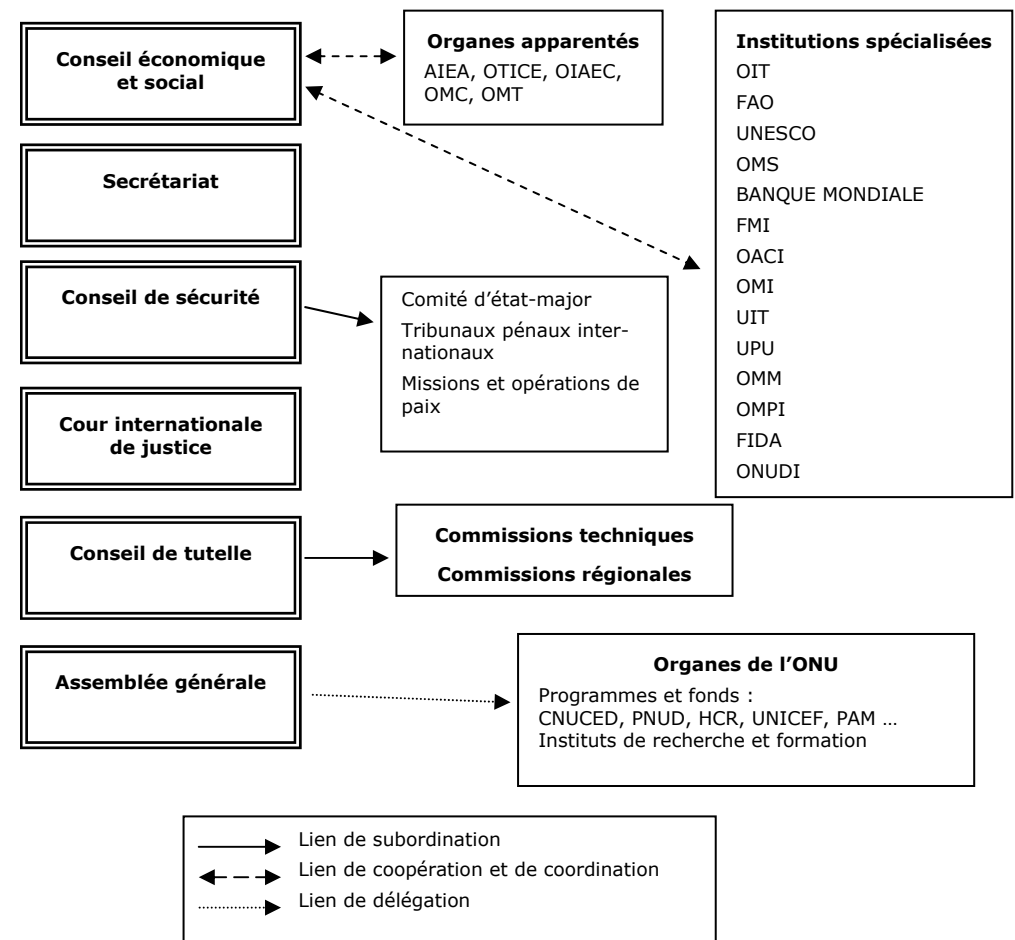 Conseil économique
et social
Organes apparentés
AIEA, OTICE, OIAEC,
OMC, OMT
Institutions spécialisées
OIT
FAO
UNESCO
OMS
BANQUE MONDIALE
FMI
OACI
OMI
UIT
UPU
OMM
OMPI
FIDA
ONUDI
Secrétariat
Conseil de sécurité
Comité d'état-major
Tribunaux pénaux inter-
nationaux
Missions et opérations de
paix
Cour internationale
de justice
Conseil de tutelle
Commissions techniques
Commissions régionales
Assemblée générale
Organes de l'ONU
Programmes et fonds :
CNUCED, PNUD, HCR, UNICEF, PAM …
Instituts de recherche et formation
Lien de subordination
Lien de coopération et de coordination
Lien de délégation